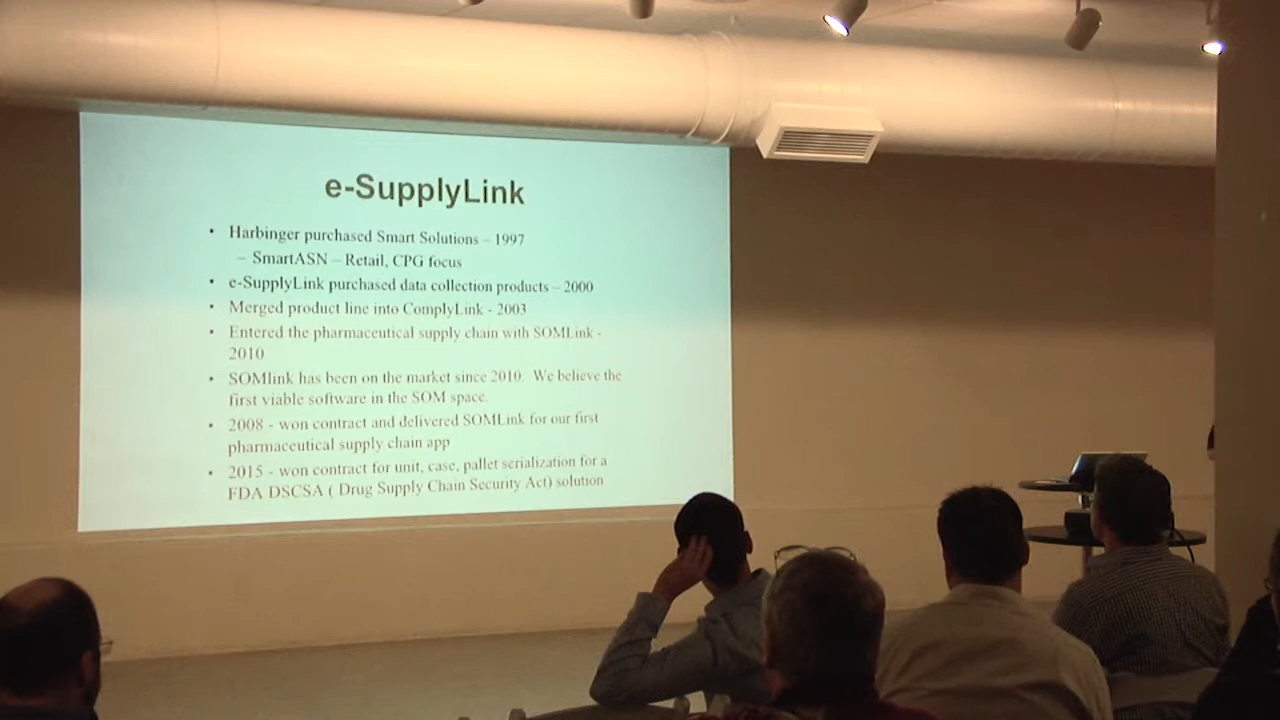 e-SupplyLink
• Harbinger purchased Smart Solutions – 1997
– SmartASN – Retail, CPG focus
• e-SupplyLink purchased data collection products – 2000
• Merged product line into ComplyLink - 2003
• Entered the pharmaceutical supply chain with SOMLink -
2010
• SOMlink has been on the market since 2010. We believe the
first viable software in the SOM space.
• 2008 - won contract and delivered SOMLink for our first
pharmaceutical supply chain app
• 2015 - won contract for unit, case, pallet serialization for a
FDA DSCSA ( Drug Supply Chain Security Act) solution